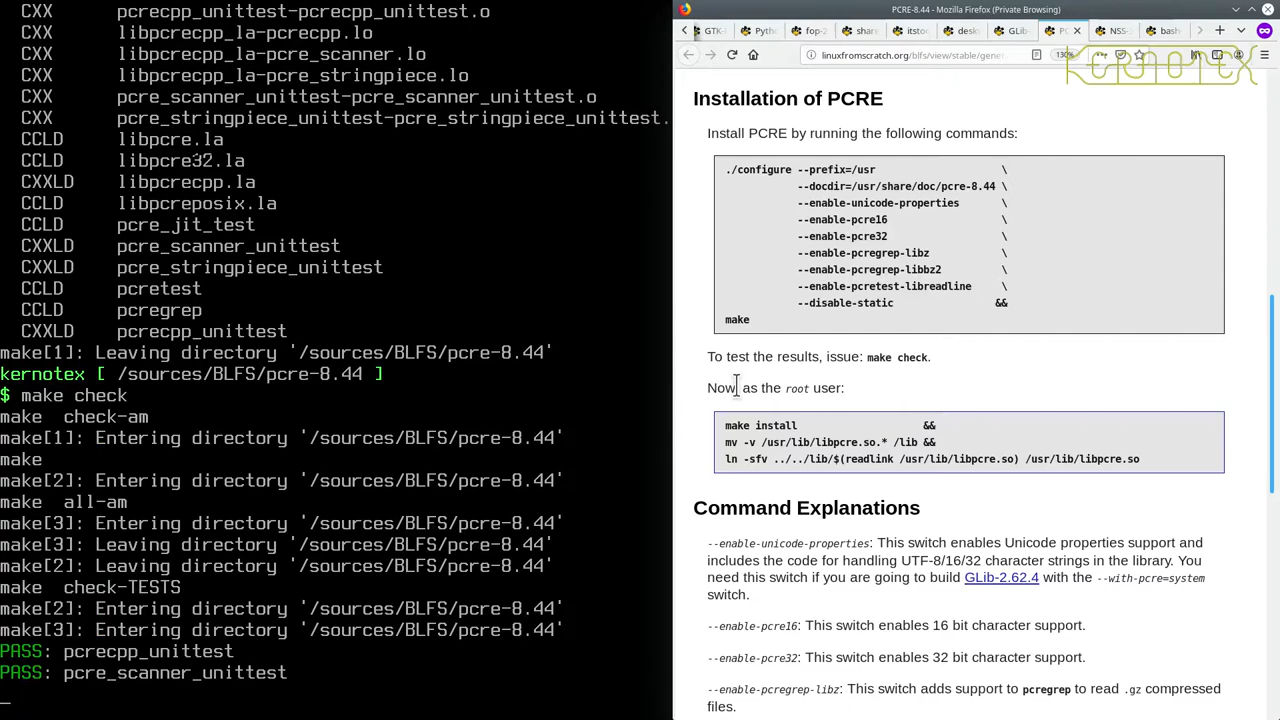 CXX pcrecpp_unittest-pcrecpp_unittest.o
CXX libpcrecpp_la-pcrecpp.lo
CXX libpcrecpp_la-pcre_scanner.lo
CXX libpcrecpp_la-pcre_stringpiece.lo
CXX pcre_scanner_unittest-pcre_scanner_unittest.o
CXX pcre_stringpiece_unittest-pcre_stringpiece_unittest.
CCLD libpcre.la
CCLD libpcre32.la
CXXLD libpcrecpp.la
CCLD libpcreposix.la
CCLD pcre_jit_test
CXXLD pcre_scanner_unittest
CXXLD pcre_stringpiece_unittest
CCLD pcretest
CCLD pcregrep
CXXLD pcrecpp_unittest
make[1]: Leaving directory '/sources/BLFS/pcre-8.44'
kernotex [ /sources/BLFS/pcre-8.44 ]
$ make check
make check-am
make[1]: Entering directory '/sources/BLFS/pcre-8.44'
make
make[2]: Entering directory '/sources/BLFS/pcre-8.44'
make all-am
make[3]: Entering directory '/sources/BLFS/pcre-8.44'
make[3]: Leaving directory '/sources/BLFS/pcre-8.44'
make[2]: Leaving directory '/sources/BLFS/pcre-8.44'
make check-TESTS
make[2]: Entering directory '/sources/BLFS/pcre-8.44'
make[3]: Entering directory '/sources/BLFS/pcre-8.44'
PASS: pcrecpp_unittest
PASS: pcre_scanner_unittest
PCRE-8.44 - Mozilla Firefox (Private Browsing)
GTK- Pytho fop-2 share itstoo desk GLib- PC NSS- bash
linuxfromscratch.org/blfs/view/stable/gener 130%
KERNOTEX
Installation of PCRE
Install PCRE by running the following commands:
./configure --prefix=/usr \
--docdir=/usr/share/doc/pcre-8.44 \
--enable-unicode-properties \
--enable-pcre16 \
--enable-pcre32 \
--enable-pcregrep-libz \
--enable-pcregrep-libbz2 \
--enable-pcretest-libreadline \
--disable-static &&
make
To test the results, issue: make check.
Now, as the root user:
make install &&
mv -v /usr/lib/libpcre.so.* /lib &&
ln -sfv ../../lib/$(readlink /usr/lib/libpcre.so) /usr/lib/libpcre.so
Command Explanations
--enable-unicode-properties: This switch enables Unicode properties support and
includes the code for handling UTF-8/16/32 character strings in the library. You
need this switch if you are going to build GLib-2.62.4 with the --with-pcre=system
switch.
--enable-pcre16: This switch enables 16 bit character support.
--enable-pcre32: This switch enables 32 bit character support.
--enable-pcregrep-libz: This switch adds support to pcregrep to read .gz compressed
files.